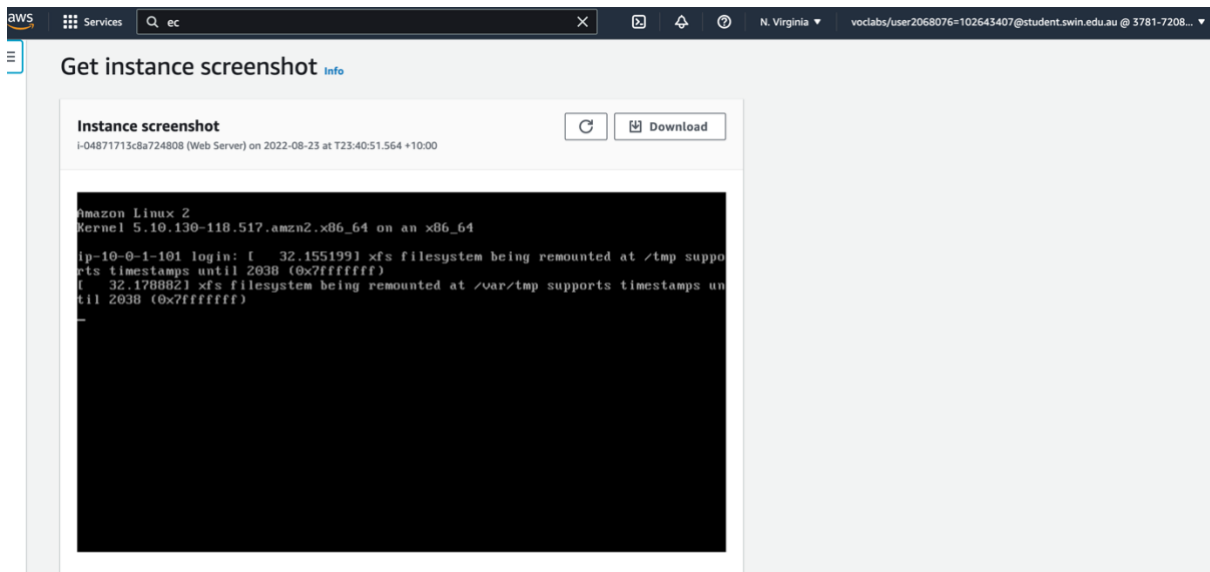 aws
Services
ec
N. Virginia
voclabs/user2068076=102643407@student.swin.edu.au @ 3781-7208...
Get instance screenshot Info
Instance screenshot
Download
i-04871713c8a724808 (Web Server) on 2022-08-23 at T23:40:51.564 +10:00
Amazon Linux 2
Kernel 5.10.130-118.517.amzn2.x86_64 on an x86_64
ip-10-0-1-101 login: [   32.155199] xfs filesystem being remounted at /tmp suppo
rts timestamps until 2038 (0x7fffffff)
[   32.178882] xfs filesystem being remounted at /var/tmp supports timestamps un
til 2038 (0x7fffffff)